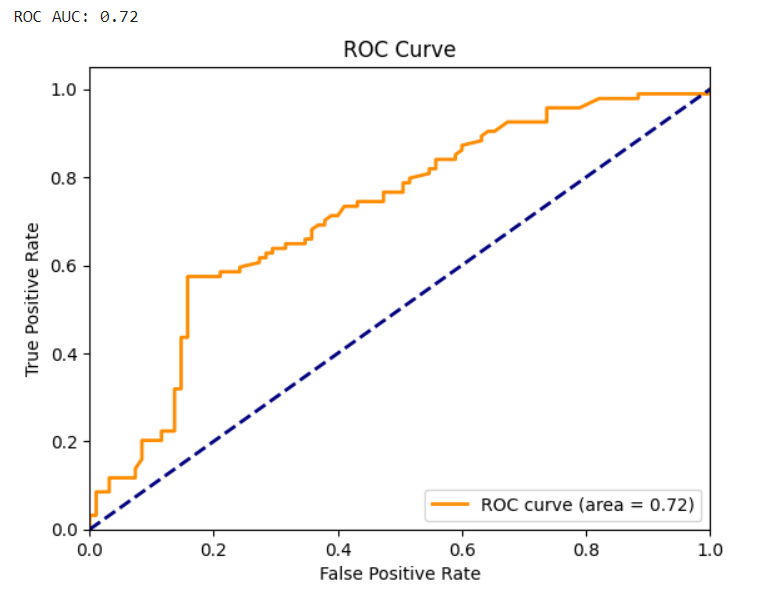 ROC AUC: 0.72
ROC Curve
True Positive Rate
1.0
0.8
0.6
0.4
0.2
0.0
0.0 0.2 0.4 0.6 0.8 1.0
False Positive Rate
ROC curve (area = 0.72)